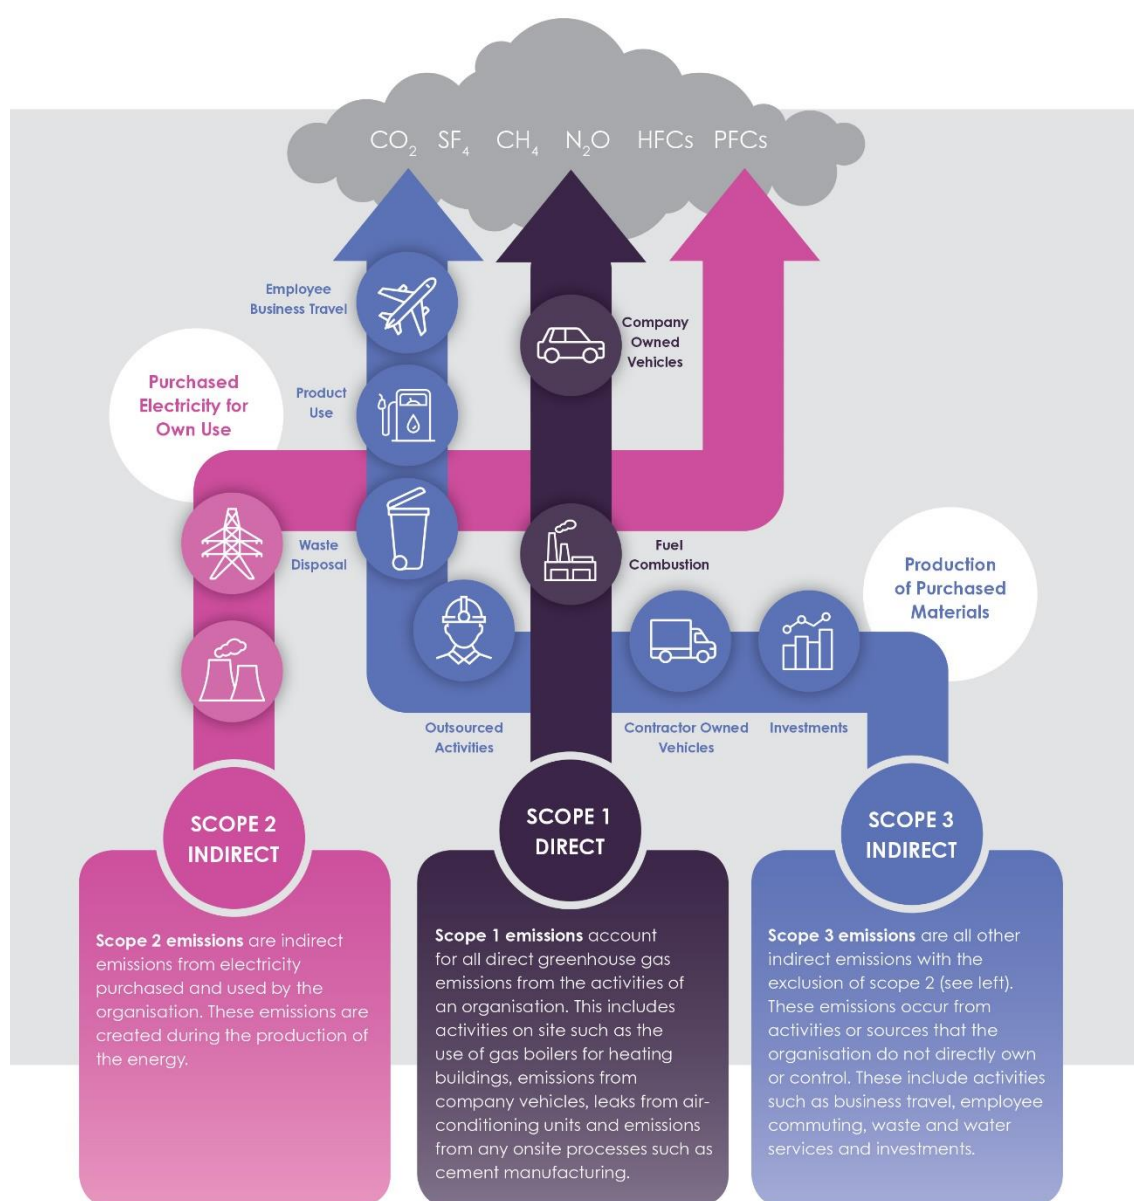 CO₂ SF₄ CH₄ N₂O HFCs PFCs
Employee
Business Travel
Company
Owned
Vehicles
Purchased
Electricity for
Own Use
Product
Use
Waste
Disposal
Fuel
Combustion
Production
of Purchased
Materials
Outsourced
Activities
Contractor Owned
Vehicles
Investments
SCOPE 2
INDIRECT
SCOPE 1
DIRECT
SCOPE 3
INDIRECT
Scope 2 emissions are indirect
emissions from electricity
purchased and used by the
organisation. These emissions are
created during the production of
the energy.
Scope 1 emissions account
for all direct greenhouse gas
emissions from the activities of
an organisation. This includes
activities on site such as the
use of gas boilers for heating
buildings, emissions from
company vehicles, leaks from air-
conditioning units and emissions
from any onsite processes such as
cement manufacturing.
Scope 3 emissions are all other
indirect emissions with the
exclusion of scope 2 (see left).
These emissions occur from
activities or sources that the
organisation do not directly own
or control. These include activities
such as business travel, employee
commuting, waste and water
services and investments.